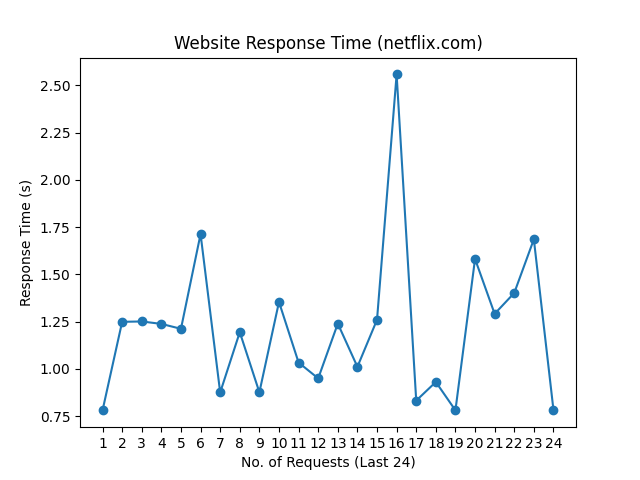 Website Response Time (netflix.com)
2.50
2.25
2.00
1.75
1.50
1.25
1.00
0.75
Response Time (s)
1 2 3 4 5 6 7 8 9 10 11 12 13 14 15 16 17 18 19 20 21 22 23 24
No. of Requests (Last 24)